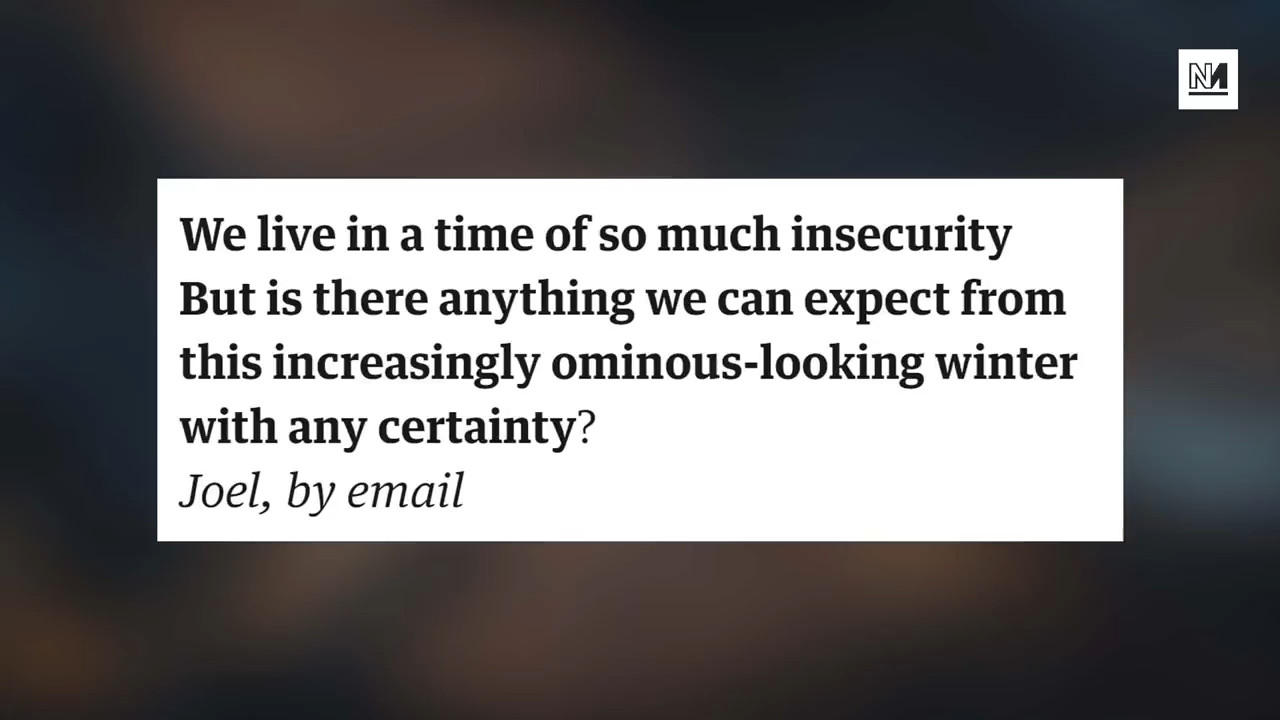 NM
We live in a time of so much insecurity
But is there anything we can expect from
this increasingly ominous-looking winter
with any certainty?
Joel, by email